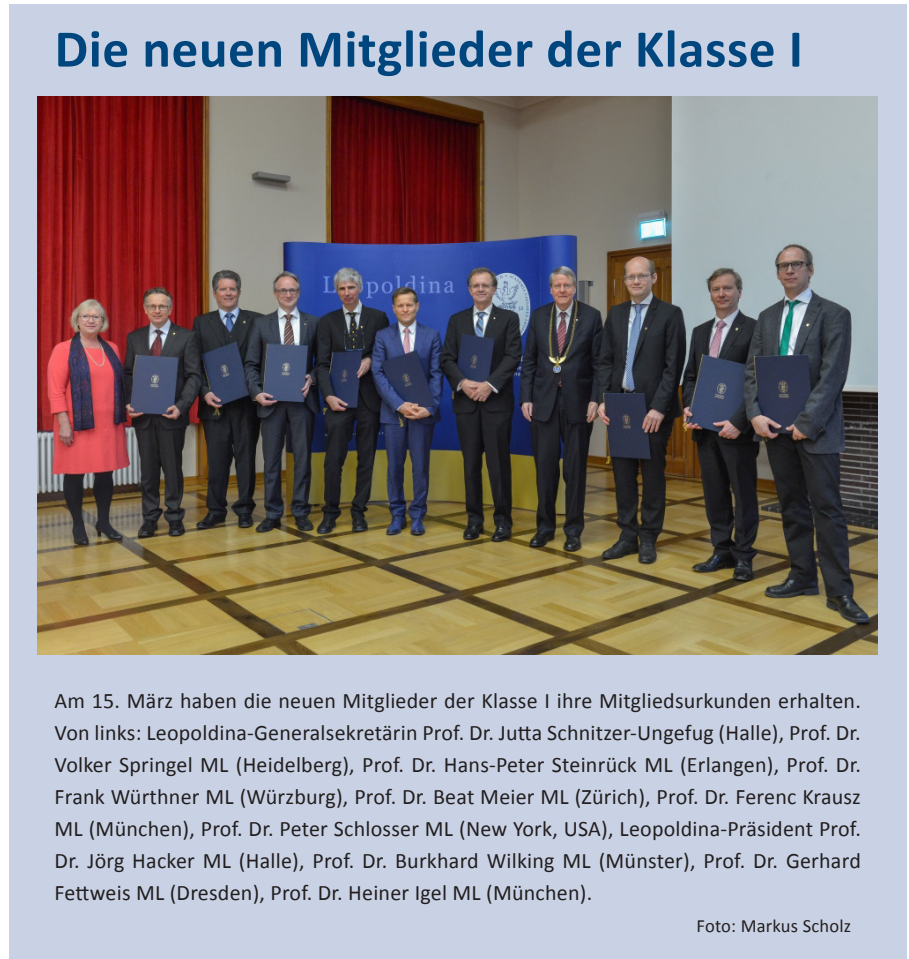 Die neuen Mitglieder der Klasse I
Leopoldina
Am 15. März haben die neuen Mitglieder der Klasse I ihre Mitgliedsurkunden erhalten.
Von links: Leopoldina-Generalsekretärin Prof. Dr. Jutta Schnitzer-Ungefug (Halle), Prof. Dr.
Volker Springel ML (Heidelberg), Prof. Dr. Hans-Peter Steinrück ML (Erlangen), Prof. Dr.
Frank Würthner ML (Würzburg), Prof. Dr. Beat Meier ML (Zürich), Prof. Dr. Ferenc Krausz
ML (München), Prof. Dr. Peter Schlosser ML (New York, USA), Leopoldina-Präsident Prof.
Dr. Jörg Hacker ML (Halle), Prof. Dr. Burkhard Wilking ML (Münster), Prof. Dr. Gerhard
Fettweis ML (Dresden), Prof. Dr. Heiner Igel ML (München).
Foto: Markus Scholz